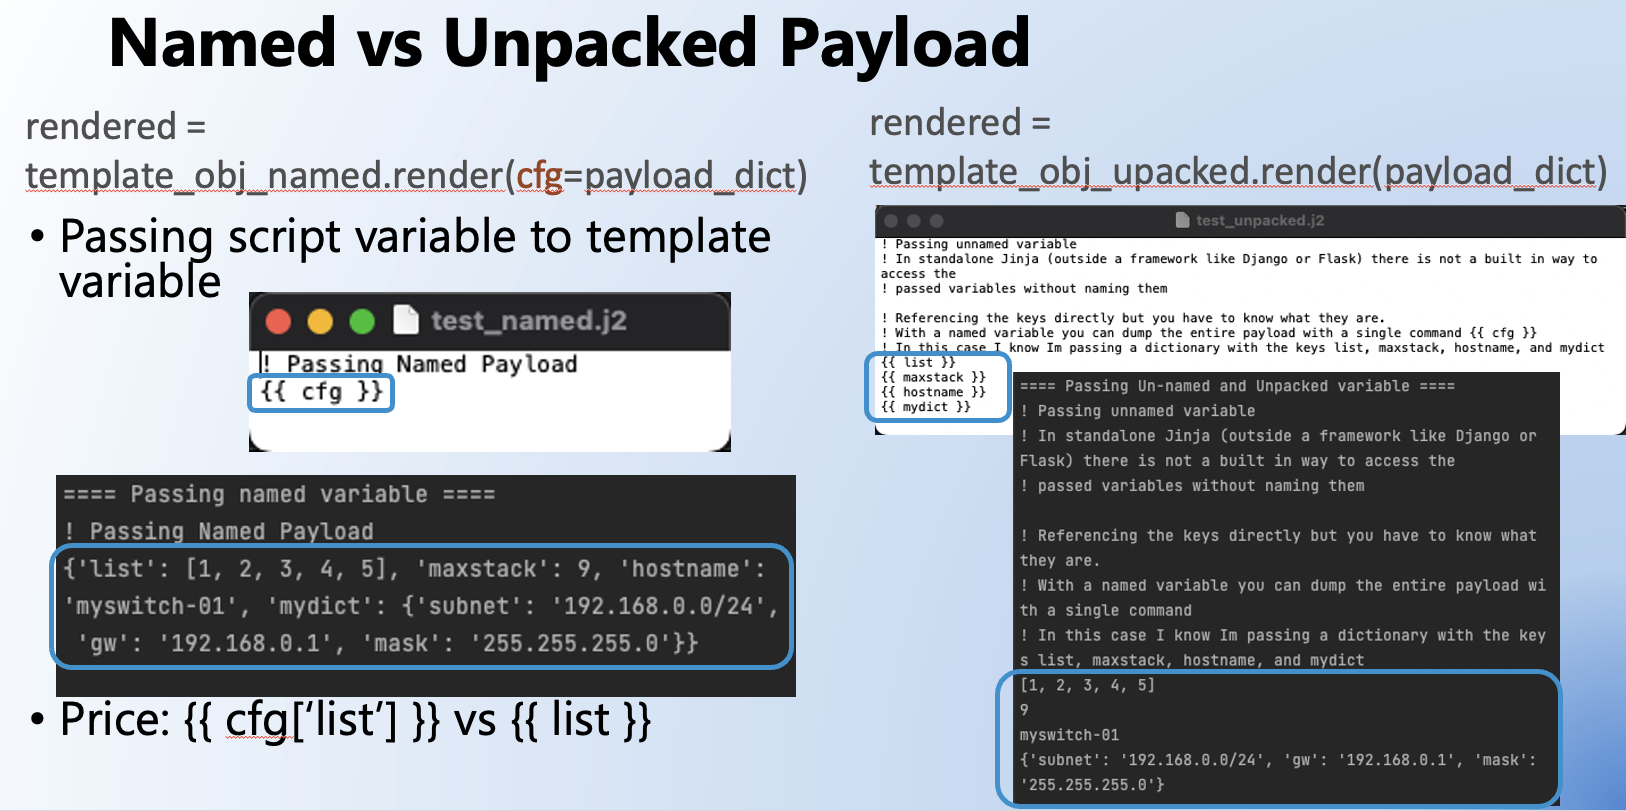 Named vs Unpacked Payload
rendered =
template_obj_named.render(cfg=payload_dict)
• Passing script variable to template
variable
test_named.j2
! Passing Named Payload
{{ cfg }}
==== Passing named variable ====
! Passing Named Payload
{'list': [1, 2, 3, 4, 5], 'maxstack': 9, 'hostname':
'myswitch-01', 'mydict': {'subnet': '192.168.0.0/24',
'gw': '192.168.0.1', 'mask': '255.255.255.0'}}
• Price: {{ cfg[‘list’] }} vs {{ list }}
rendered =
template_obj_upacked.render(payload_dict)
test_unpacked.j2
! Passing unnamed variable
! In standalone Jinja (outside a framework like Django or Flask) there is not a built in way to
access the
! passed variables without naming them
! Referencing the keys directly but you have to know what they are.
! With a named variable you can dump the entire payload with a single command {{ cfg }}
! In this case I know Im passing a dictionary with the keys list, maxstack, hostname, and mydict
{{ list }}
{{ maxstack }}
{{ hostname }}
{{ mydict }}
==== Passing Un-named and Unpacked variable ====
! Passing unnamed variable
! In standalone Jinja (outside a framework like Django or
Flask) there is not a built in way to access the
! passed variables without naming them
! Referencing the keys directly but you have to know what
they are.
! With a named variable you can dump the entire payload wi
th a single command
! In this case I know Im passing a dictionary with the key
s list, maxstack, hostname, and mydict
[1, 2, 3, 4, 5]
9
myswitch-01
{'subnet': '192.168.0.0/24', 'gw': '192.168.0.1', 'mask':
'255.255.255.0'}